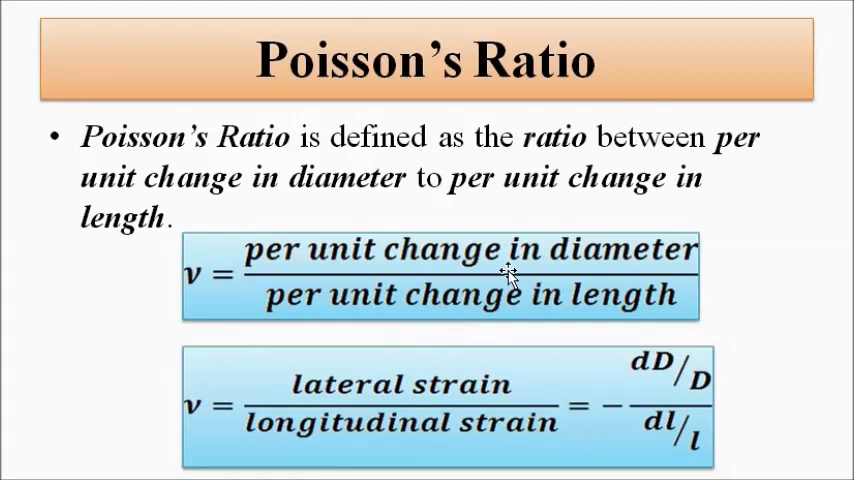 Poisson's Ratio
• Poisson's Ratio is defined as the ratio between per
unit change in diameter to per unit change in
length.
ν = per unit change in diameter / per unit change in length
ν = lateral strain / longitudinal strain = − dD/D / dl/l